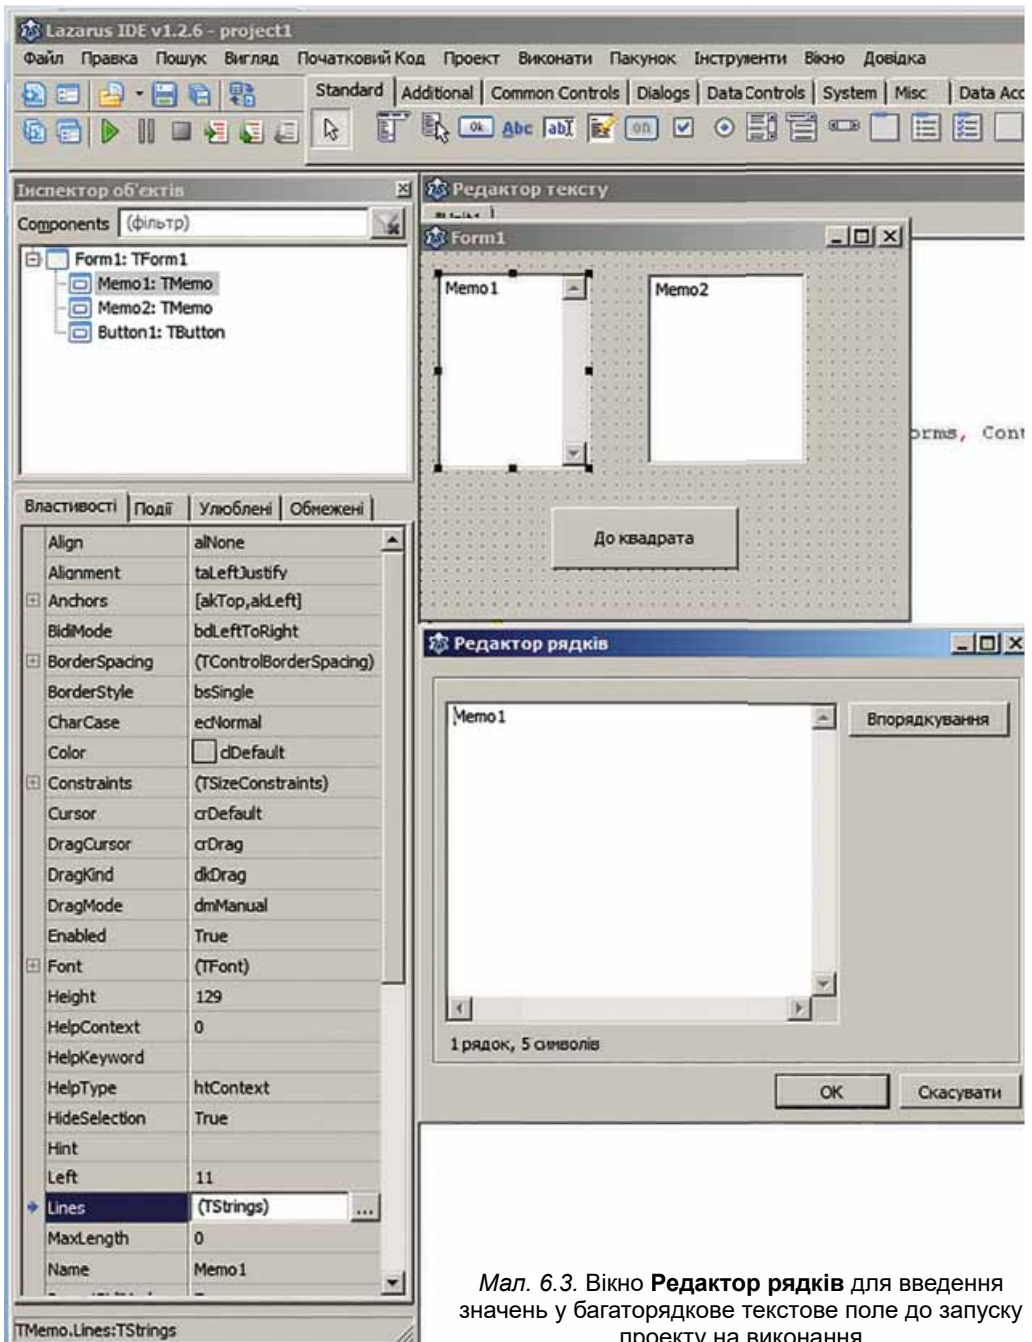 Lazarus IDE v1.2.6 - project1
Файл Правка Пошук Вигляд Початковий Код Проект Виконати Пакунок Інструменти Вікно Довідка
Standard Additional Common Controls Dialogs Data Controls System Misc Data Acc
Ok Abc abI on
Інспектор об'єктів
Components (фільтр)
Form1: TForm1
Memo1: TMemo
Memo2: TMemo
Button1: TButton
Властивості Події Улюблені Обмежені
Align alNone
Alignment taLeftJustify
Anchors [akTop,akLeft]
BidiMode bdLeftToRight
BorderSpacing (TControlBorderSpacing)
BorderStyle bsSingle
CharCase ecNormal
Color clDefault
Constraints (TSizeConstraints)
Cursor crDefault
DragCursor crDrag
DragKind dkDrag
DragMode dmManual
Enabled True
Font (TFont)
Height 129
HelpContext 0
HelpKeyword
HelpType htContext
HideSelection True
Hint
Left 11
Lines (TStrings) ...
MaxLength 0
Name Memo1
TMemo.Lines:TStrings
Редактор тексту
Form1
Memo1
Memo2
До квадрата
orms, Cont
Редактор рядків
Memo1
Впорядкування
1 рядок, 5 символів
OK Скасувати
Мал. 6.3. Вікно Редактор рядків для введення
значень у багаторядкове текстове поле до запуску
проекту на виконання